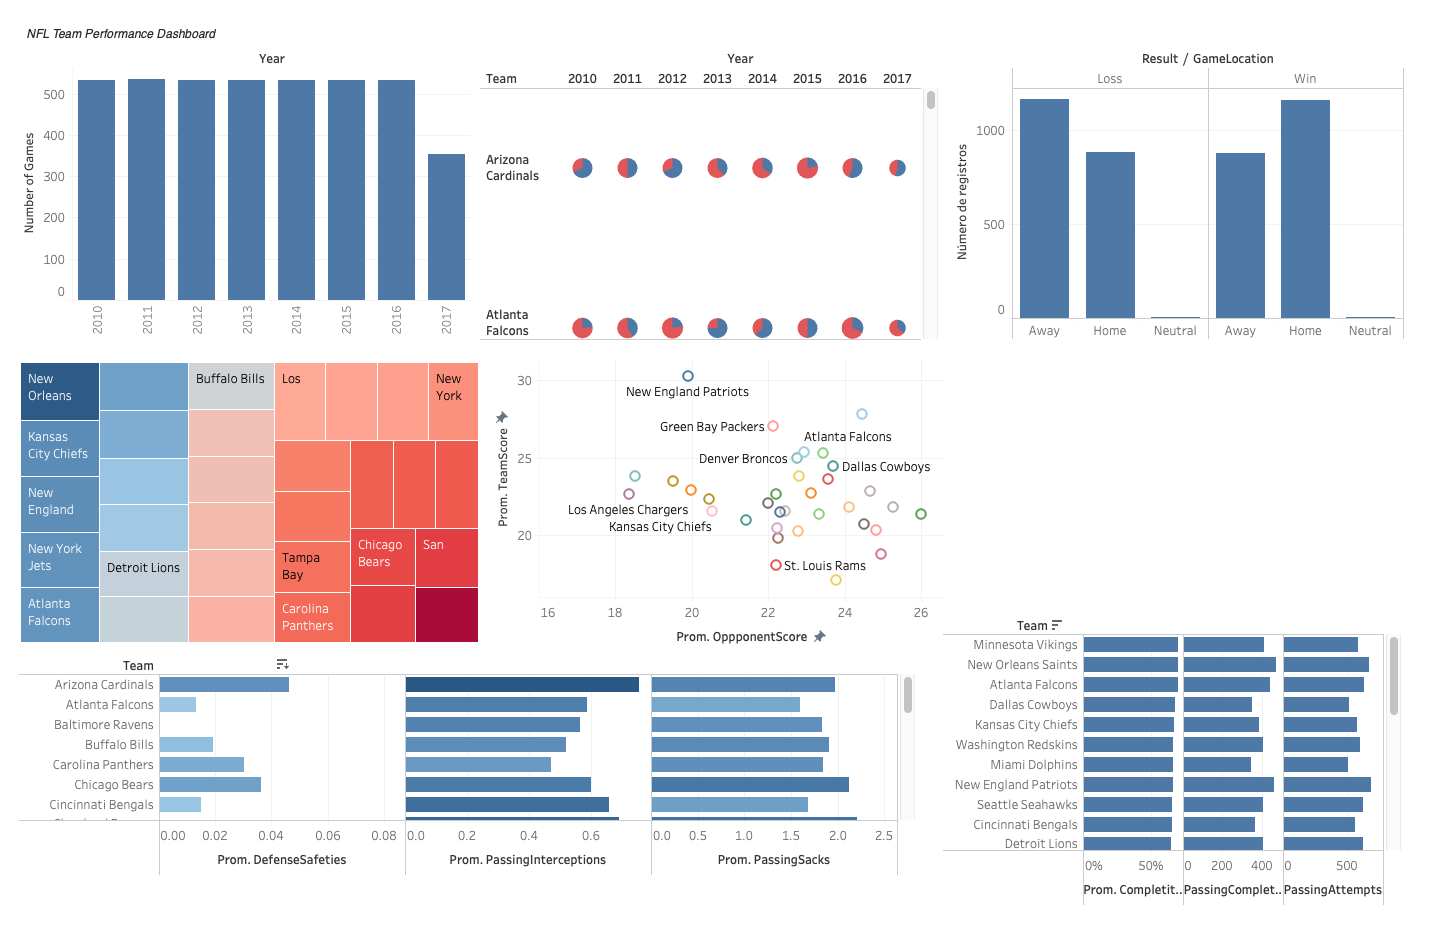 NFL Team Performance Dashboard
Year
Number of Games
500
400
300
200
100
0
2010
2011
2012
2013
2014
2015
2016
2017
Year
Team
2010
2011
2012
2013
2014
2015
2016
2017
Arizona
Cardinals
Atlanta
Falcons
Result / GameLocation
Loss
Win
Número de registros
1000
500
0
Away
Home
Neutral
Away
Home
Neutral
New
Orleans
Kansas
City Chiefs
New
England
New York
Jets
Atlanta
Falcons
Detroit Lions
Buffalo Bills
Los
New
York
Tampa
Bay
Carolina
Panthers
Chicago
Bears
San
Prom. TeamScore
30
25
20
New England Patriots
Green Bay Packers
Atlanta Falcons
Denver Broncos
Dallas Cowboys
Los Angeles Chargers
Kansas City Chiefs
St. Louis Rams
16
18
20
22
24
26
Prom. OppponentScore
Team
Arizona Cardinals
Atlanta Falcons
Baltimore Ravens
Buffalo Bills
Carolina Panthers
Chicago Bears
Cincinnati Bengals
0.00
0.02
0.04
0.06
0.08
Prom. DefenseSafeties
0.0
0.2
0.4
0.6
Prom. PassingInterceptions
0.0
0.5
1.0
1.5
2.0
2.5
Prom. PassingSacks
Team
Minnesota Vikings
New Orleans Saints
Atlanta Falcons
Dallas Cowboys
Kansas City Chiefs
Washington Redskins
Miami Dolphins
New England Patriots
Seattle Seahawks
Cincinnati Bengals
Detroit Lions
0%
50%
Prom. Completit..
0
200
400
PassingComplet..
0
500
PassingAttempts